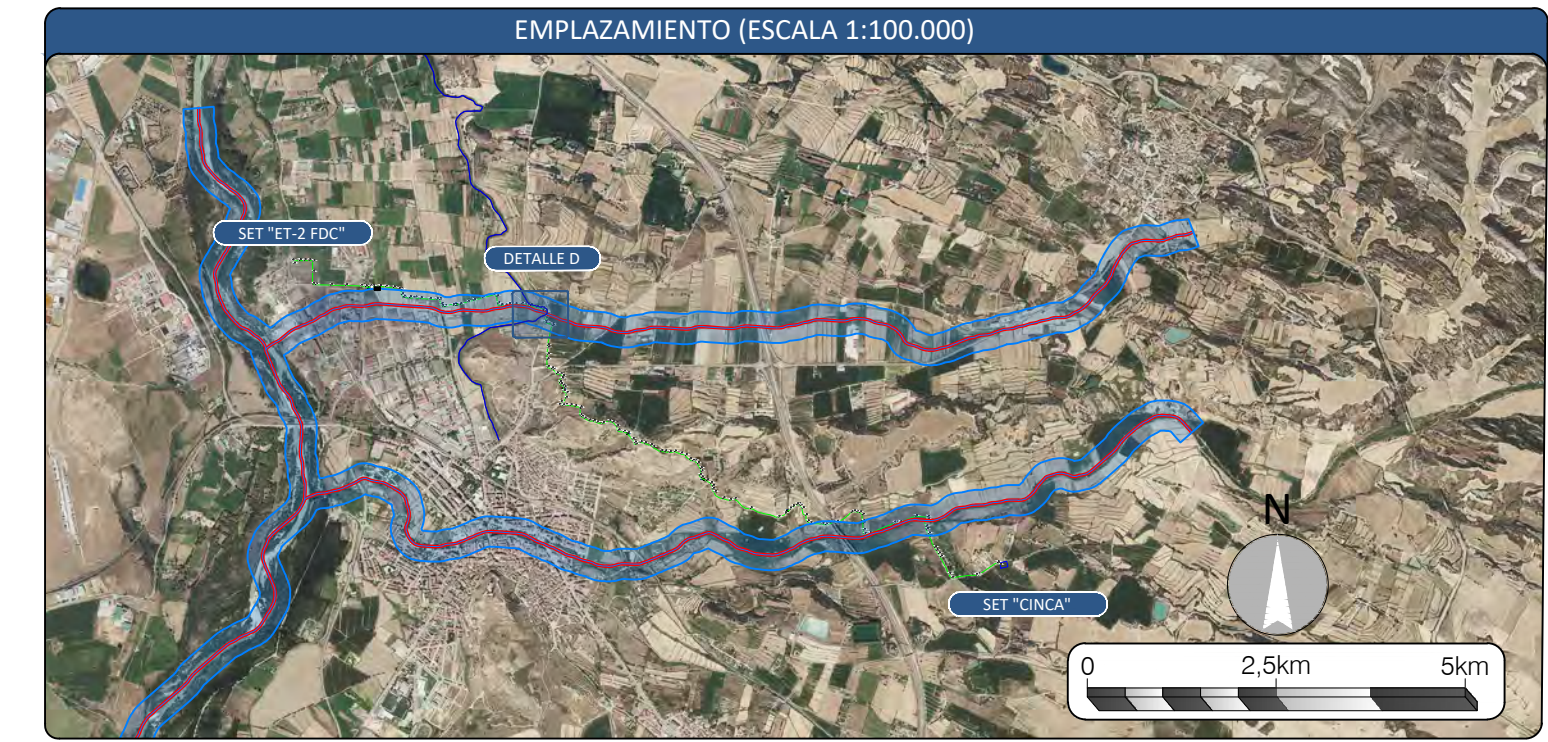 EMPLAZAMIENTO (ESCALA 1:100.000)
SET "ET-2 FDC"
DETALLE D
SET "CINCA"
N
0 2,5km 5km